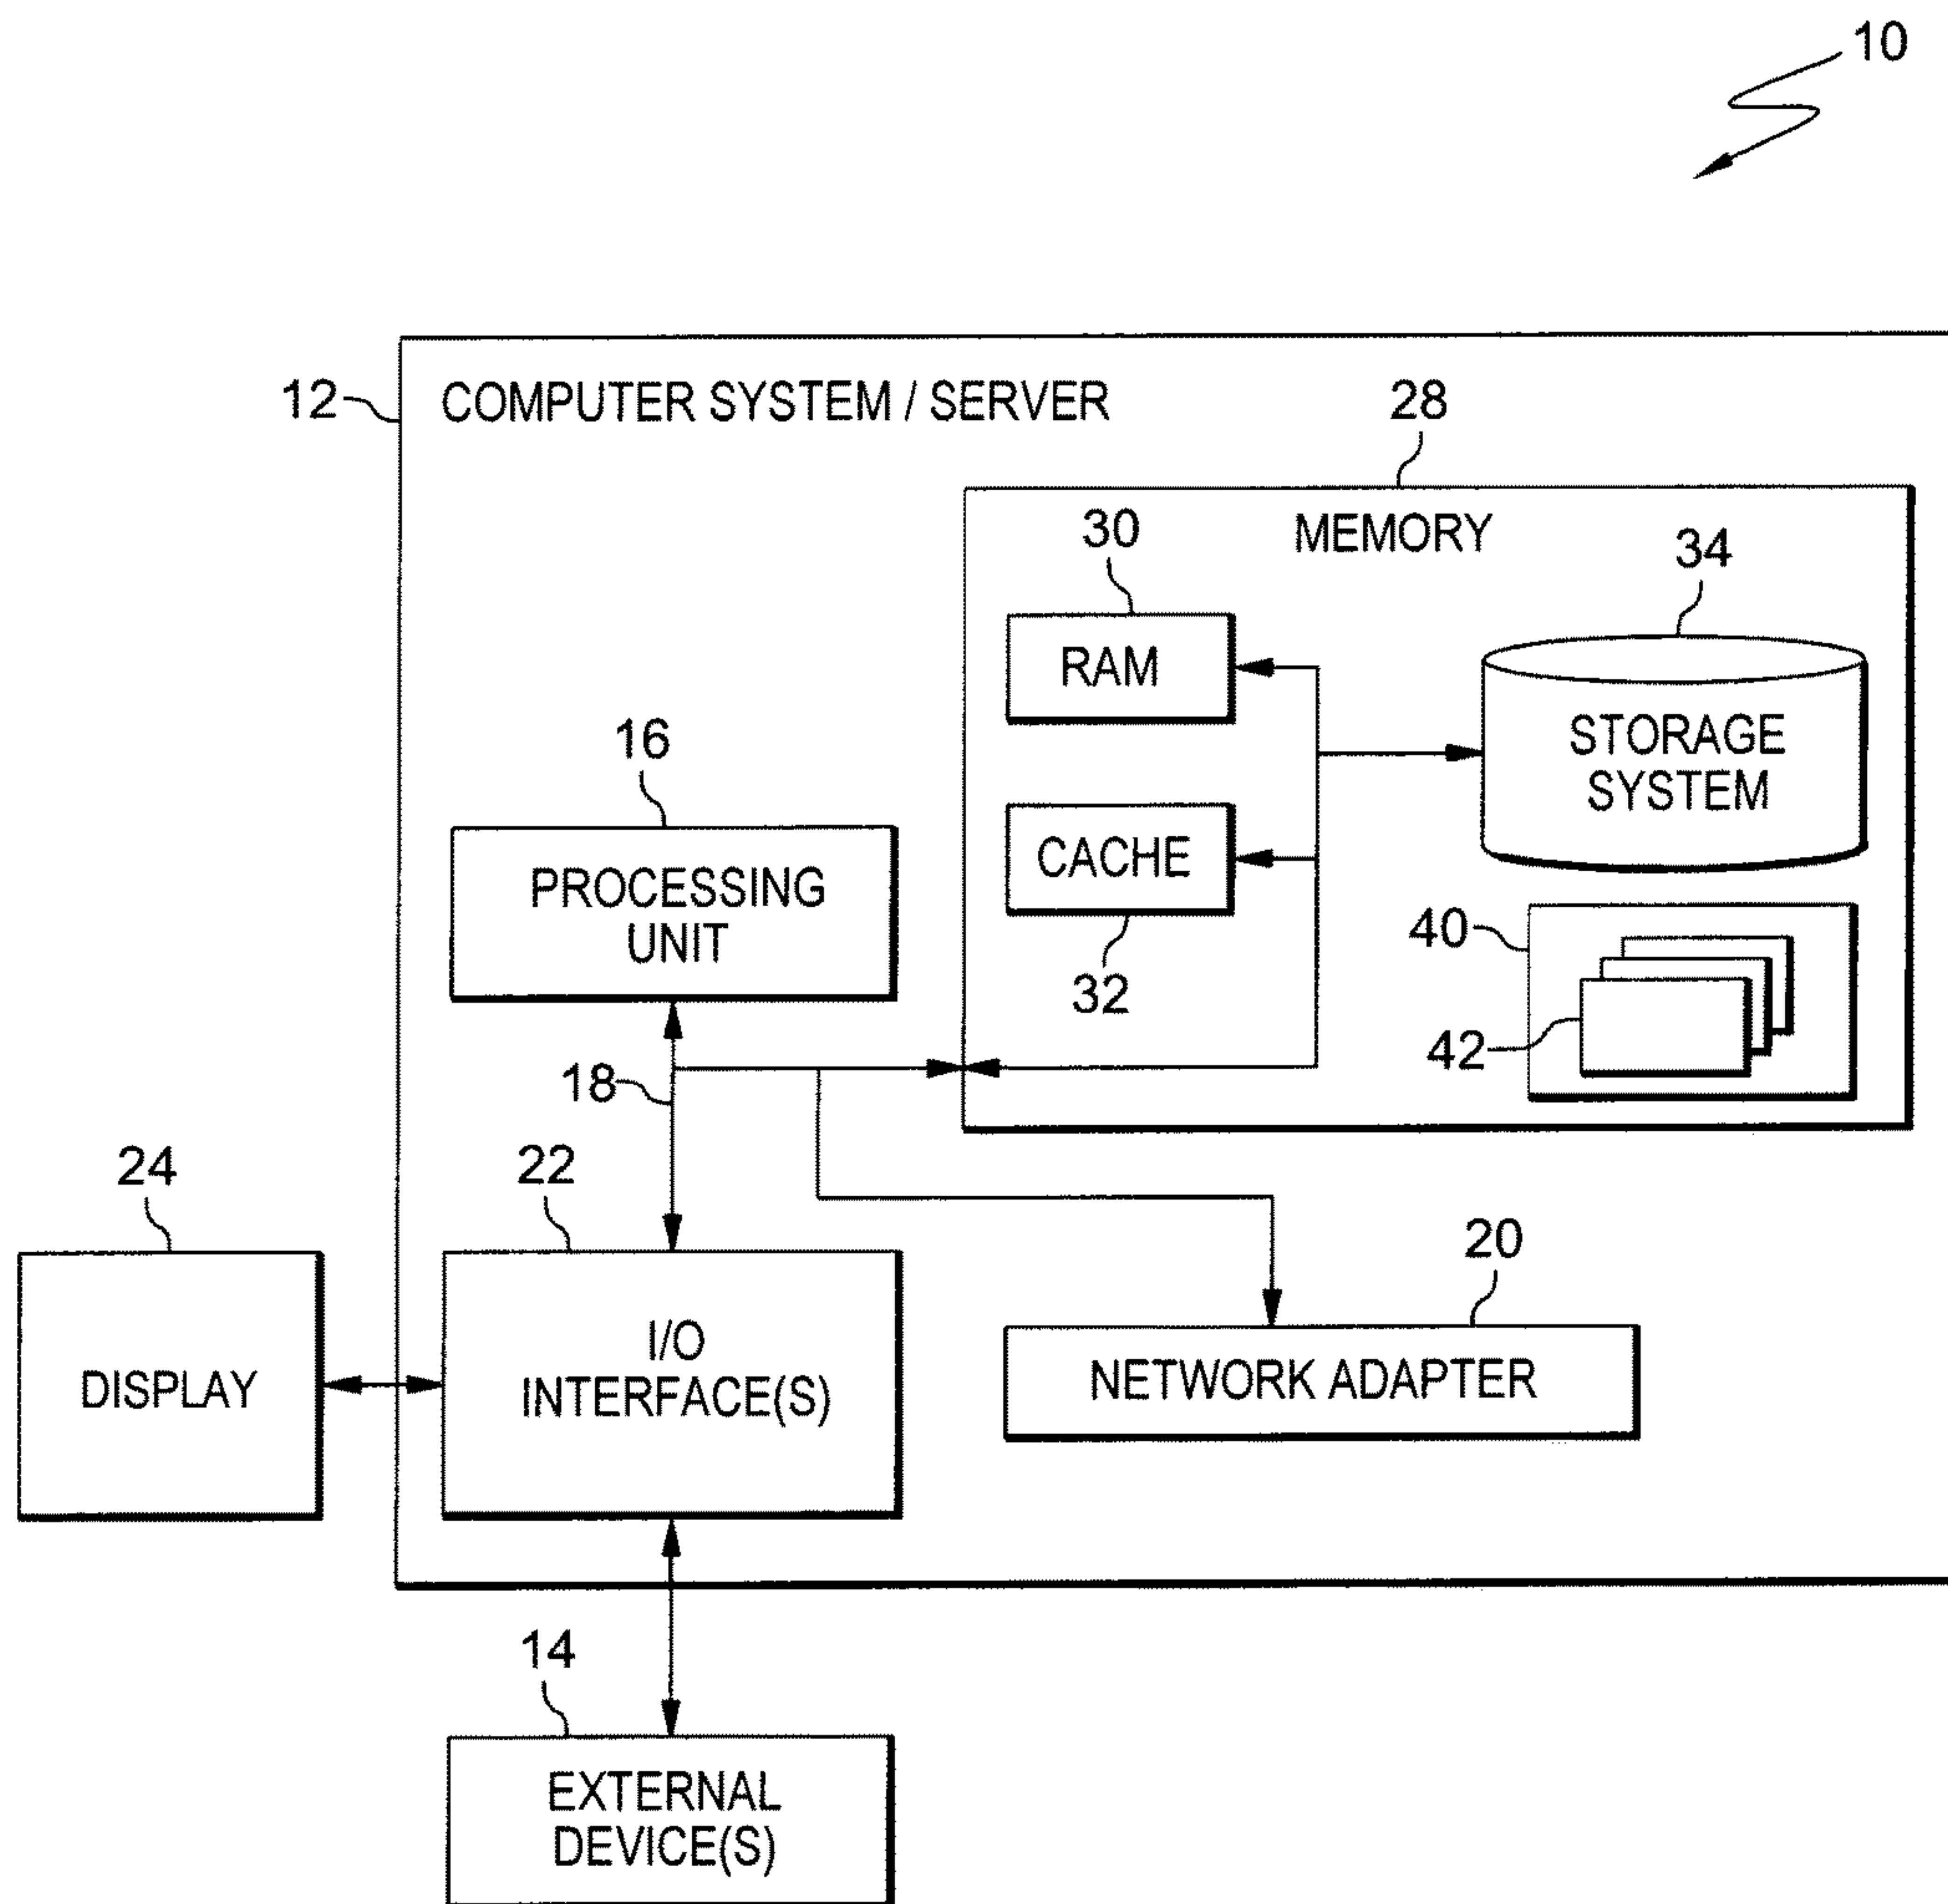 10
12
COMPUTER SYSTEM / SERVER
28
MEMORY
30
34
RAM
STORAGE
SYSTEM
16
CACHE
PROCESSING
UNIT
32
40
42
18
24
22
20
DISPLAY
I/O
INTERFACE(S)
NETWORK ADAPTER
14
EXTERNAL
DEVICE(S)